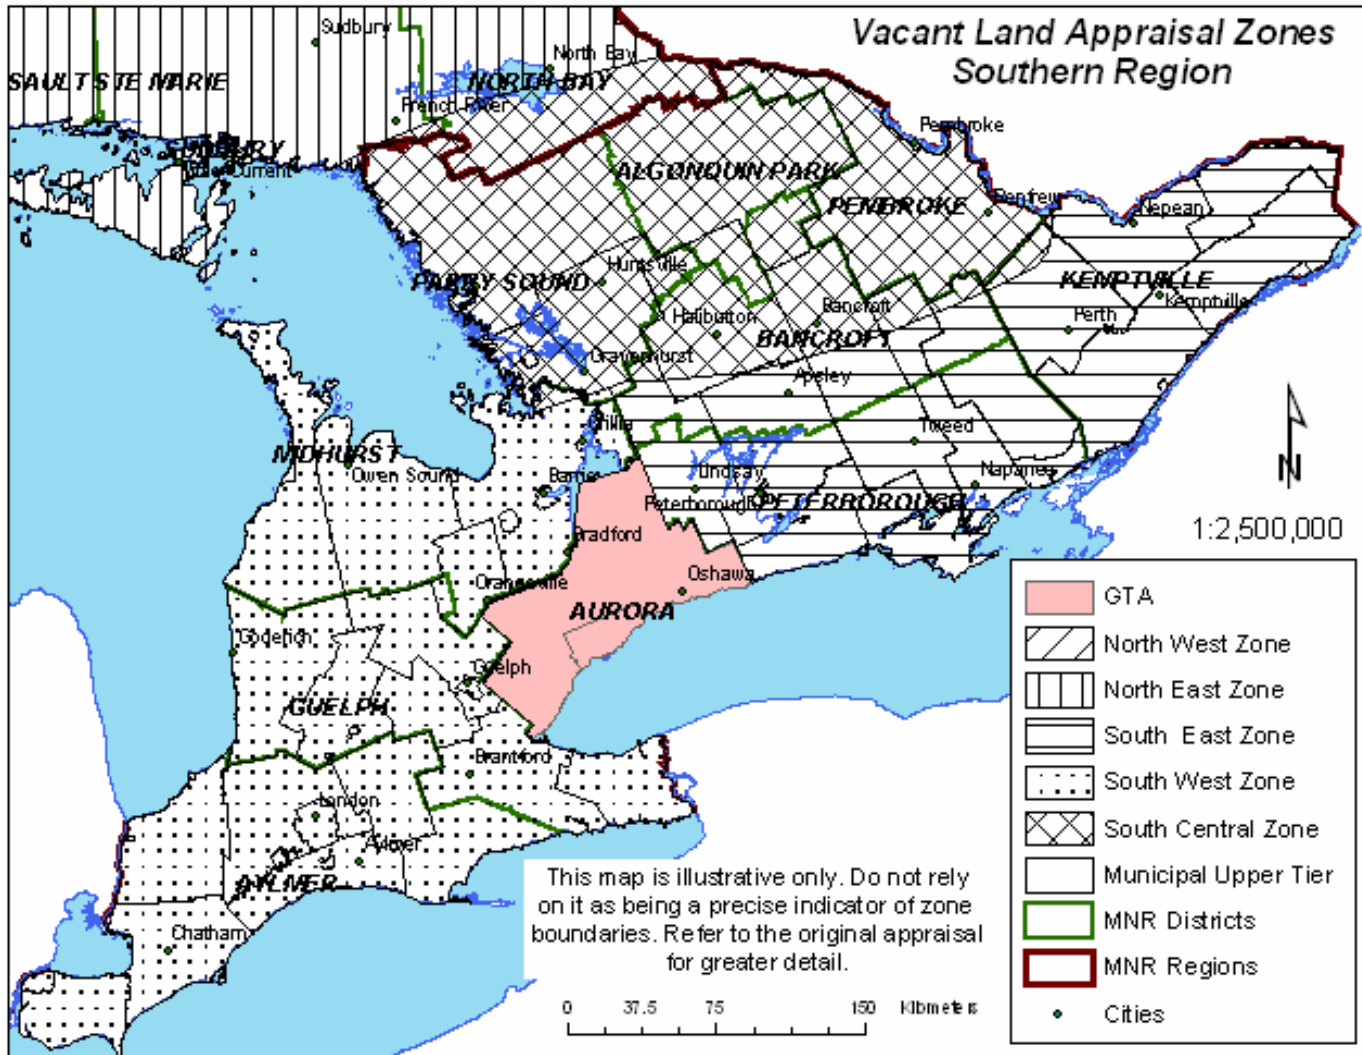 Vacant Land Appraisal Zones
Southern Region
Sudbury
North Bay
SAULT STE MARIE
NORTH BAY
French River
Pembroke
SUDBURY
Current
ALGONQUIN PARK
PEMBROKE
Renfrew
Nepean
Huntsville
PARRY SOUND
KEMPTVILLE
Kemptville
Haliburton
Bancroft
Perth
BANCROFT
Gravenhurst
Apsley
Orillia
Tweed
MIDHURST
Owen Sound
Barrie
Lindsay
Napanee
Peterborough
PETERBOROUGH
N
1:2,500,000
Bradford
Orangeville
Oshawa
AURORA
Goderich
Guelph
GUELPH
Brantford
London
Aylmer
AYLMER
Chatham
GTA
North West Zone
North East Zone
South East Zone
South West Zone
South Central Zone
Municipal Upper Tier
MNR Districts
MNR Regions
Cities
This map is illustrative only. Do not rely
on it as being a precise indicator of zone
boundaries. Refer to the original appraisal
for greater detail.
0 37.5 75 150 Kilometers